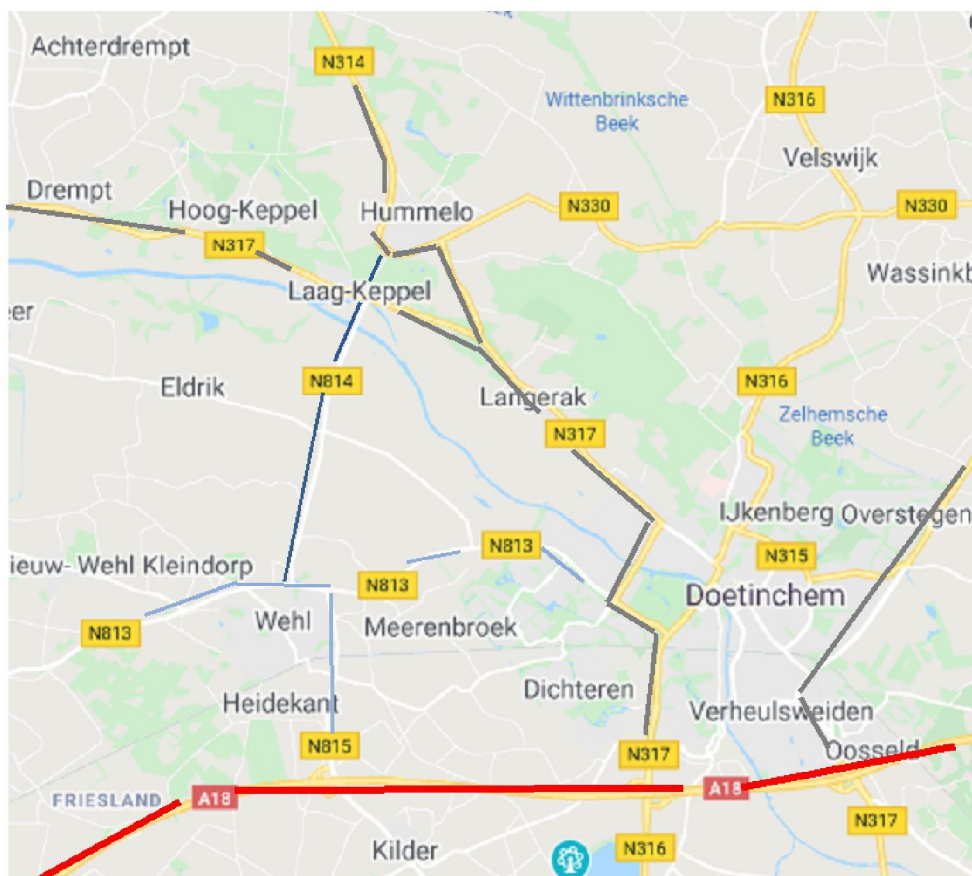 Achterdrempt
N314
Wittenbrinksche
Beek
N316
Velswijk
Drempt
Hoog-Keppel
Hummelo
N330
N330
N317
Wassinkb
Laag-Keppel
eer
N814
N316
Eldrik
Langerak
Zelhemsche
Beek
N317
IJkenberg
Overstegen
N813
N315
ieuw- Wehl Kleindorp
N813
Doetinchem
N813
Wehl
Meerenbroek
Dichteren
Heidekant
Verheulsweiden
N815
N317
Oosseld
FRIESLAND
A18
A18
N317
Kilder
N316